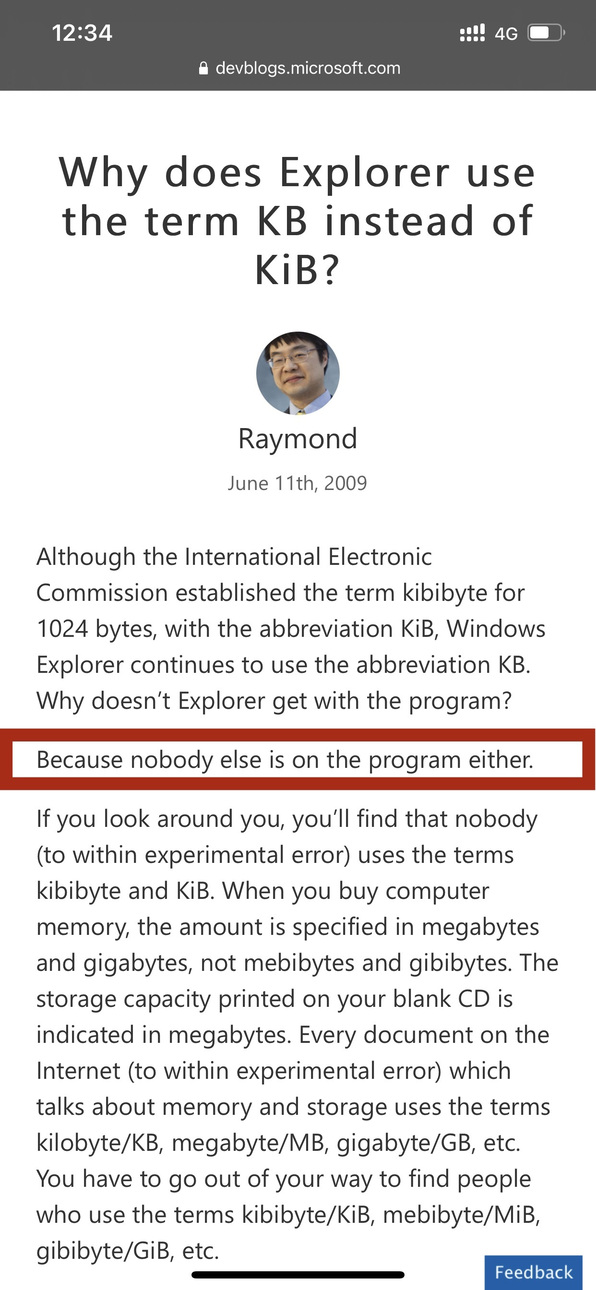 12:34
4G
devblogs.microsoft.com
Why does Explorer use
the term KB instead of
KiB?
Raymond
June 11th, 2009
Although the International Electronic
Commission established the term kibibyte for
1024 bytes, with the abbreviation KiB, Windows
Explorer continues to use the abbreviation KB.
Why doesn’t Explorer get with the program?
Because nobody else is on the program either.
If you look around you, you’ll find that nobody
(to within experimental error) uses the terms
kibibyte and KiB. When you buy computer
memory, the amount is specified in megabytes
and gigabytes, not mebibytes and gibibytes. The
storage capacity printed on your blank CD is
indicated in megabytes. Every document on the
Internet (to within experimental error) which
talks about memory and storage uses the terms
kilobyte/KB, megabyte/MB, gigabyte/GB, etc.
You have to go out of your way to find people
who use the terms kibibyte/KiB, mebibyte/MiB,
gibibyte/GiB, etc.
Feedback